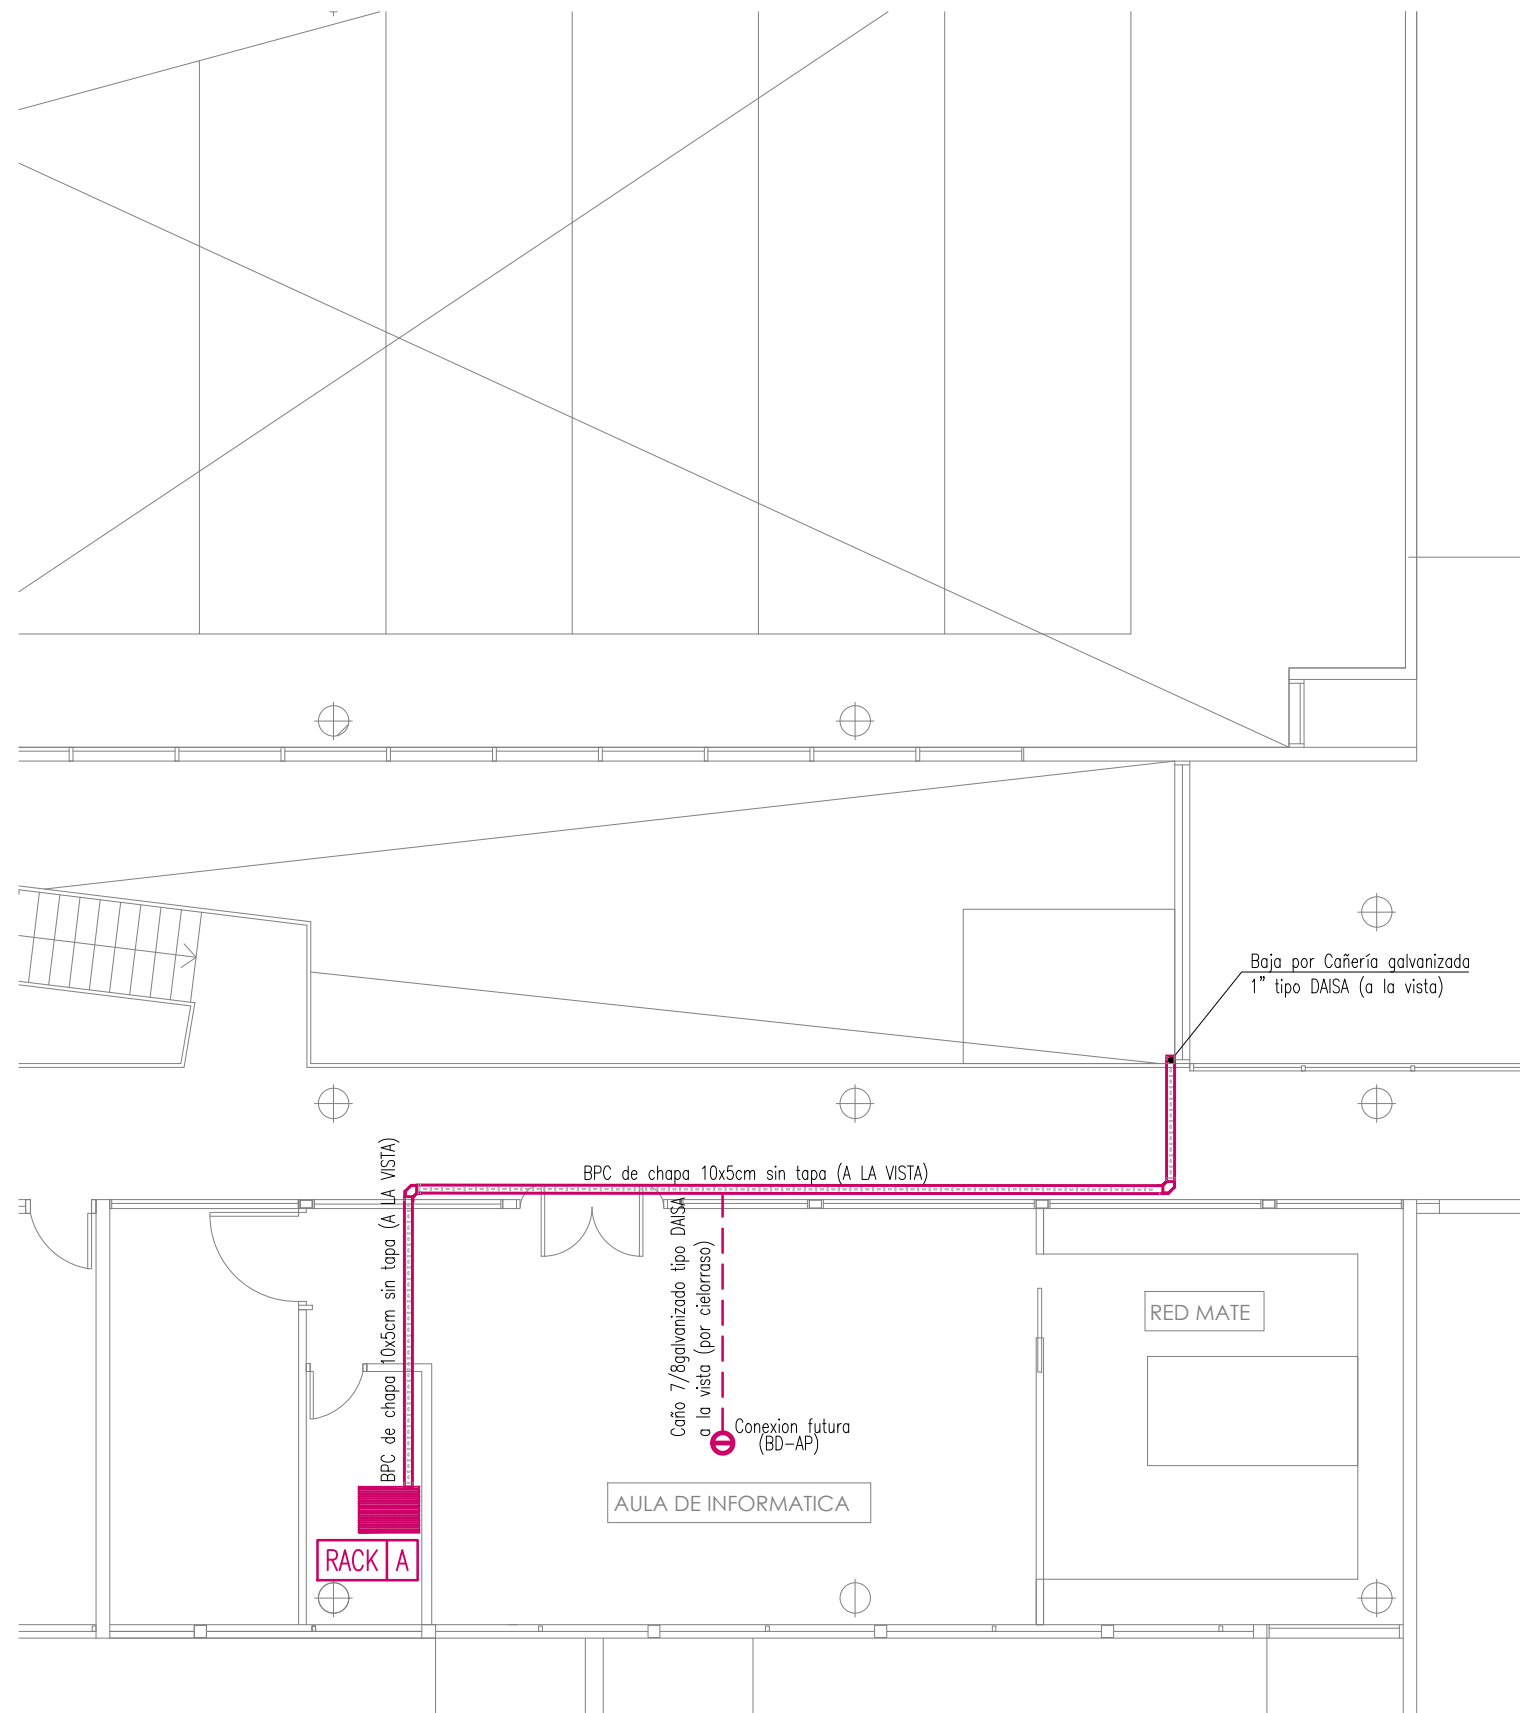 Baja por Cañería galvanizada
1" tipo DAISA (a la vista)
BPC de chapa 10x5cm sin tapa (A LA VISTA)
BPC de chapa 10x5cm sin tapa (A LA VISTA)
Caño 7/8galvanizado tipo DAISA
a la vista (por cielorraso)
RED MATE
Conexion futura
(BD-AP)
AULA DE INFORMATICA
RACK A